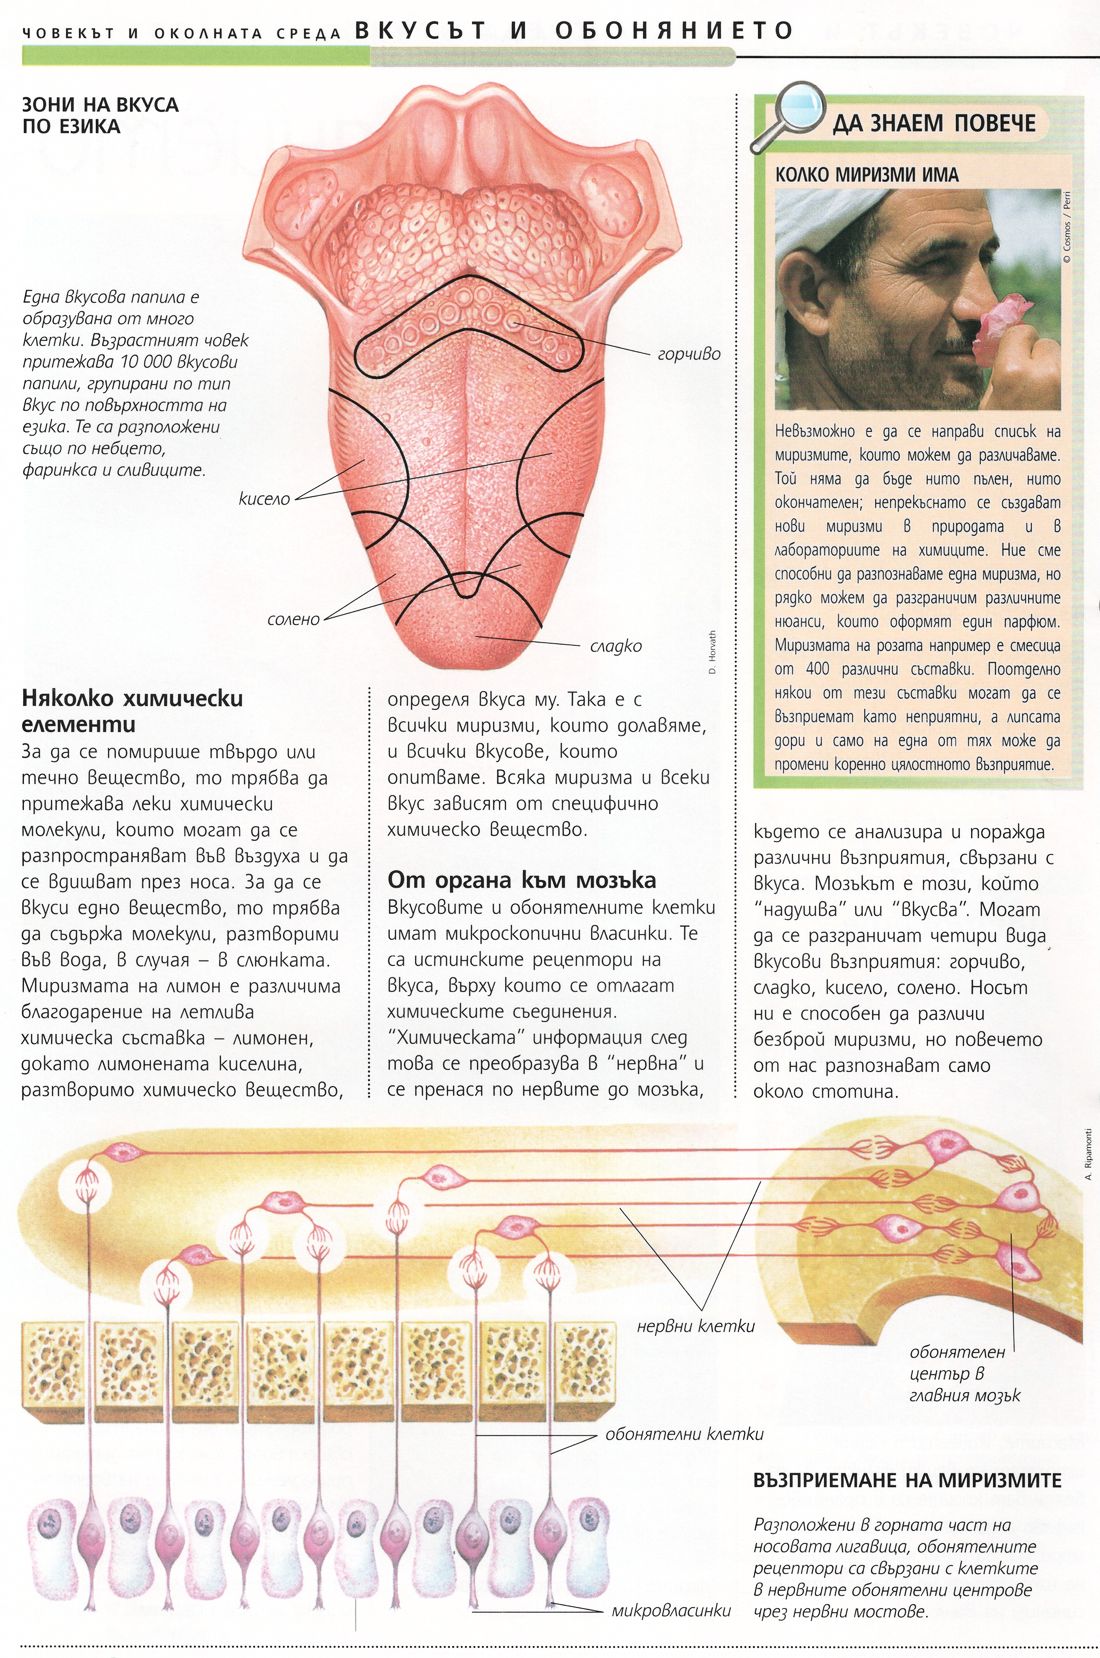 ЧОВЕКЪТ И ОКОЛНАТА СРЕДА ВКУСЪТ И ОБОНЯНИЕТО
ЗОНИ НА ВКУСА
ПО ЕЗИКА
Една вкусова папила е
образувана от много
клетки. Възрастният човек
притежава 10 000 вкусови
папили, групирани по тип
вкус по повърхността на
езика. Те са разположени
също по небцето,
фаринкса и сливиците.
горчиво
кисело
солено
сладко
D. Horvath
ДА ЗНАЕМ ПОВЕЧЕ
КОЛКО МИРИЗМИ ИМА
© Cosmos / Perri
Невъзможно е да се направи списък на
миризмите, които можем да различаваме.
Той няма да бъде нито пълен, нито
окончателен; непрекъснато се създават
нови миризми в природата и в
лабораториите на химиците. Ние сме
способни да разпознаваме една миризма, но
рядко можем да разграничим различните
нюанси, които оформят един парфюм.
Миризмата на розата например е смесица
от 400 различни съставки. Поотделно
някои от тези съставки могат да се
възприемат като неприятни, а липсата
дори и само на една от тях може да
промени коренно цялостното възприятие.
Няколко химически
елементи
За да се помирише твърдо или
течно вещество, то трябва да
притежава леки химически
молекули, които могат да се
разпространяват във въздуха и да
се вдишват през носа. За да се
вкуси едно вещество, то трябва
да съдържа молекули, разтворими
във вода, в случая – в слюнката.
Миризмата на лимон е различима
благодарение на летлива
химическа съставка – лимонен,
докато лимонената киселина,
разтворимо химическо вещество,
определя вкуса му. Така е с
всички миризми, които долавяме,
и всички вкусове, които
опитваме. Всяка миризма и всеки
вкус зависят от специфично
химическо вещество.
От органа към мозъка
Вкусовите и обонятелните клетки
имат микроскопични власинки. Те
са истинските рецептори на
вкуса, върху които се отлагат
химическите съединения.
“Химическата” информация след
това се преобразува в “нервна” и
се пренася по нервите до мозъка,
където се анализира и поражда
различни възприятия, свързани с
вкуса. Мозъкът е този, който
“надушва” или “вкусва”. Могат
да се разграничат четири вида
вкусови възприятия: горчиво,
сладко, кисело, солено. Носът
ни е способен да различи
безброй миризми, но повечето
от нас разпознават само
около стотина.
A. Ripamonti
нервни клетки
обонятелен
център в
главния мозък
обонятелни клетки
микровласинки
ВЪЗПРИЕМАНЕ НА МИРИЗМИТЕ
Разположени в горната част на
носовата лигавица, обонятелните
рецептори са свързани с клетките
в нервните обонятелни центрове
чрез нервни мостове.